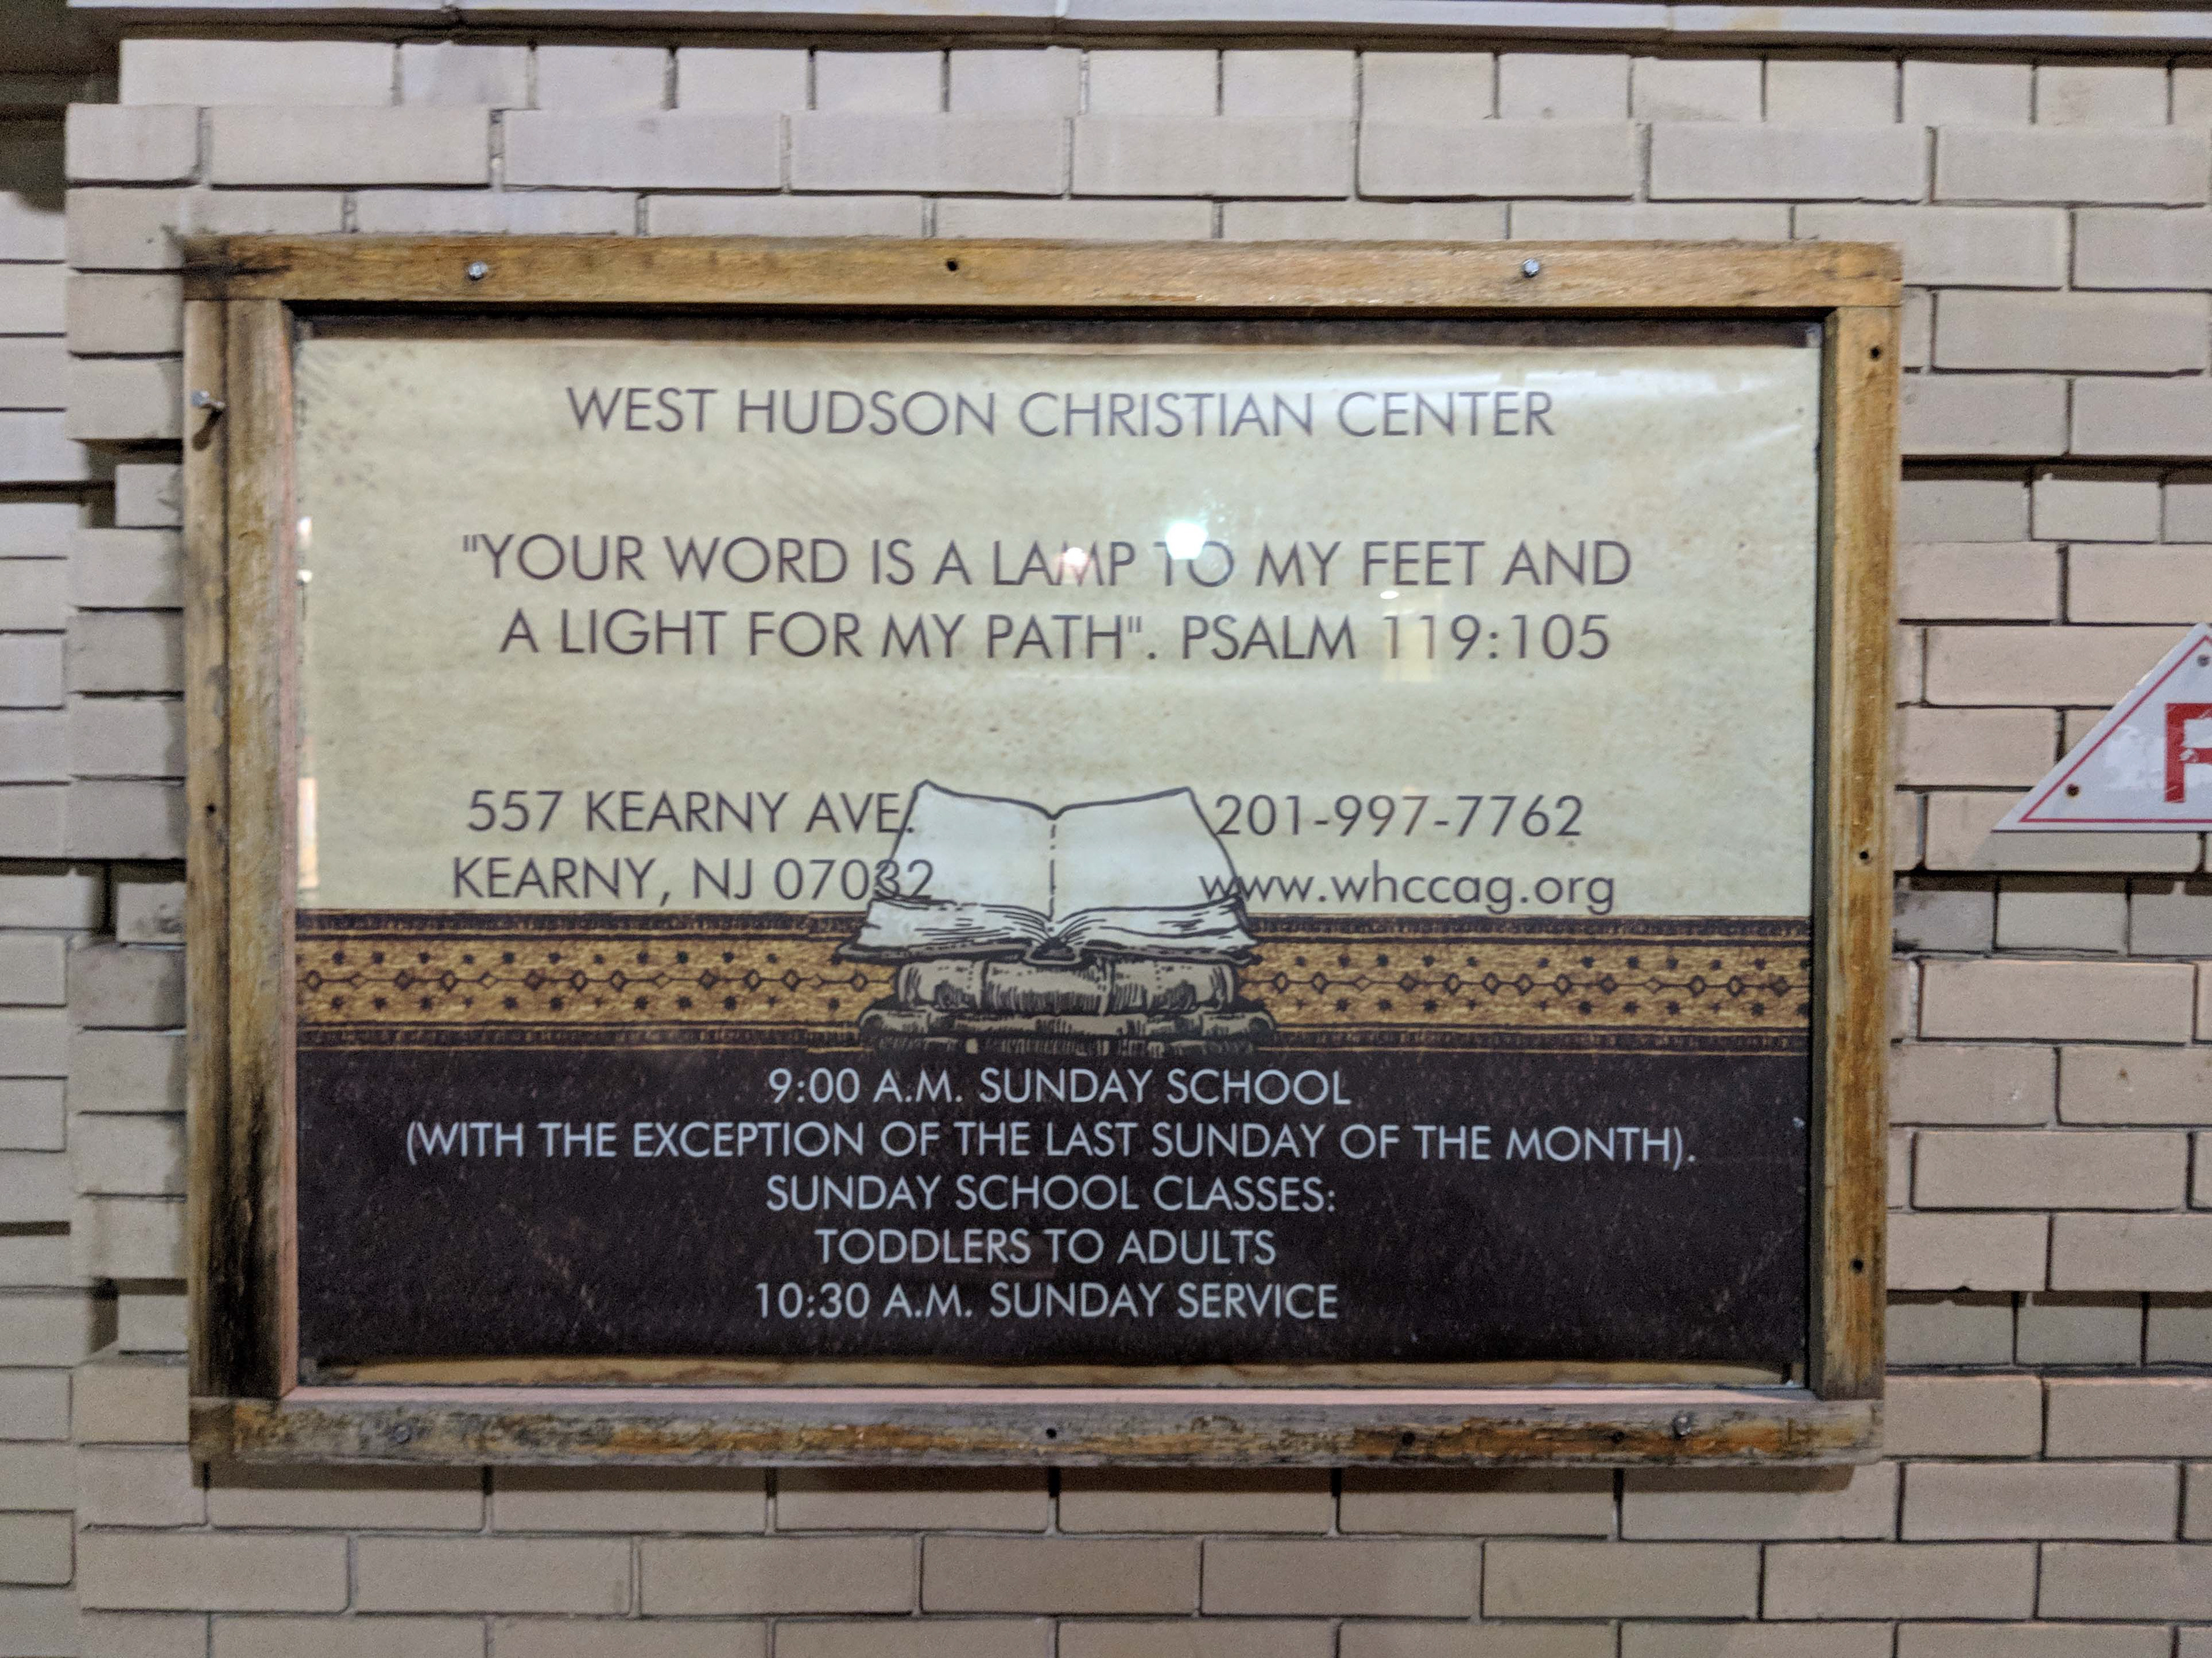 WEST HUDSON CHRISTIAN CENTER
"YOUR WORD IS A LAMP TO MY FEET AND
A LIGHT FOR MY PATH". PSALM 119:105
557 KEARNY AVE.
KEARNY, NJ 07032
201-997-7762
www.whccag.org
9:00 A.M. SUNDAY SCHOOL
(WITH THE EXCEPTION OF THE LAST SUNDAY OF THE MONTH).
SUNDAY SCHOOL CLASSES:
TODDLERS TO ADULTS
10:30 A.M. SUNDAY SERVICE